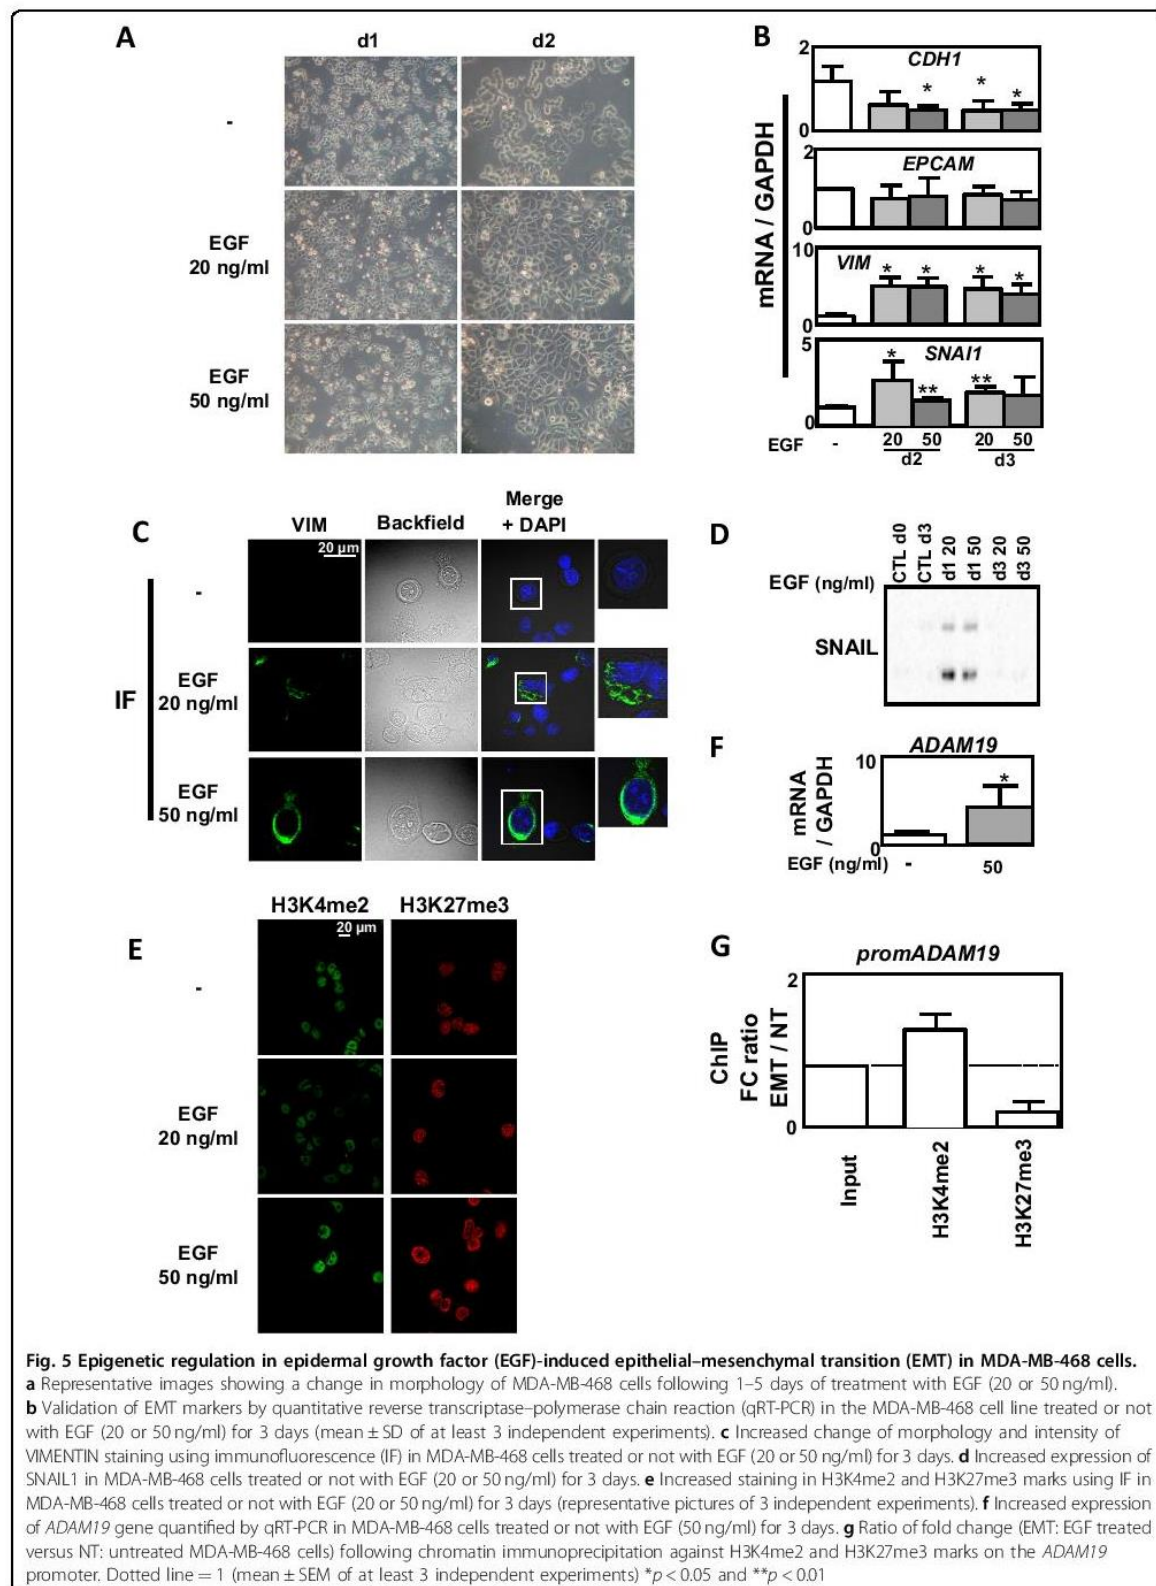 A
d1
d2
-
EGF
20 ng/ml
EGF
50 ng/ml
B
mRNA / GAPDH
2
CDH1
*
*
*
0
2
EPCAM
0
10
VIM
*
*
*
*
0
5
SNAI1
*
**
**
0
EGF
-
20
50
20
50
d2
d3
C
VIM
Backfield
Merge
+ DAPI
20 µm
IF
-
EGF
20 ng/ml
EGF
50 ng/ml
D
EGF (ng/ml)
CTL d0
CTL d3
d1 20
d1 50
d3 20
d3 50
SNAIL
F
ADAM19
mRNA
/ GAPDH
10
*
0
EGF (ng/ml)
-
50
E
H3K4me2
H3K27me3
20 µm
-
EGF
20 ng/ml
EGF
50 ng/ml
G
promADAM19
ChIP
FC ratio
EMT / NT
2
0
Input
H3K4me2
H3K27me3
Fig. 5 Epigenetic regulation in epidermal growth factor (EGF)-induced epithelial–mesenchymal transition (EMT) in MDA-MB-468 cells.
a Representative images showing a change in morphology of MDA-MB-468 cells following 1–5 days of treatment with EGF (20 or 50 ng/ml).
b Validation of EMT markers by quantitative reverse transcriptase–polymerase chain reaction (qRT-PCR) in the MDA-MB-468 cell line treated or not
with EGF (20 or 50 ng/ml) for 3 days (mean ± SD of at least 3 independent experiments). c Increased change of morphology and intensity of
VIMENTIN staining using immunofluorescence (IF) in MDA-MB-468 cells treated or not with EGF (20 or 50 ng/ml) for 3 days. d Increased expression of
SNAIL1 in MDA-MB-468 cells treated or not with EGF (20 or 50 ng/ml) for 3 days. e Increased staining in H3K4me2 and H3K27me3 marks using IF in
MDA-MB-468 cells treated or not with EGF (20 or 50 ng/ml) for 3 days (representative pictures of 3 independent experiments). f Increased expression
of ADAM19 gene quantified by qRT-PCR in MDA-MB-468 cells treated or not with EGF (50 ng/ml) for 3 days. g Ratio of fold change (EMT: EGF treated
versus NT: untreated MDA-MB-468 cells) following chromatin immunoprecipitation against H3K4me2 and H3K27me3 marks on the ADAM19
promoter. Dotted line = 1 (mean ± SEM of at least 3 independent experiments) *p < 0.05 and **p < 0.01